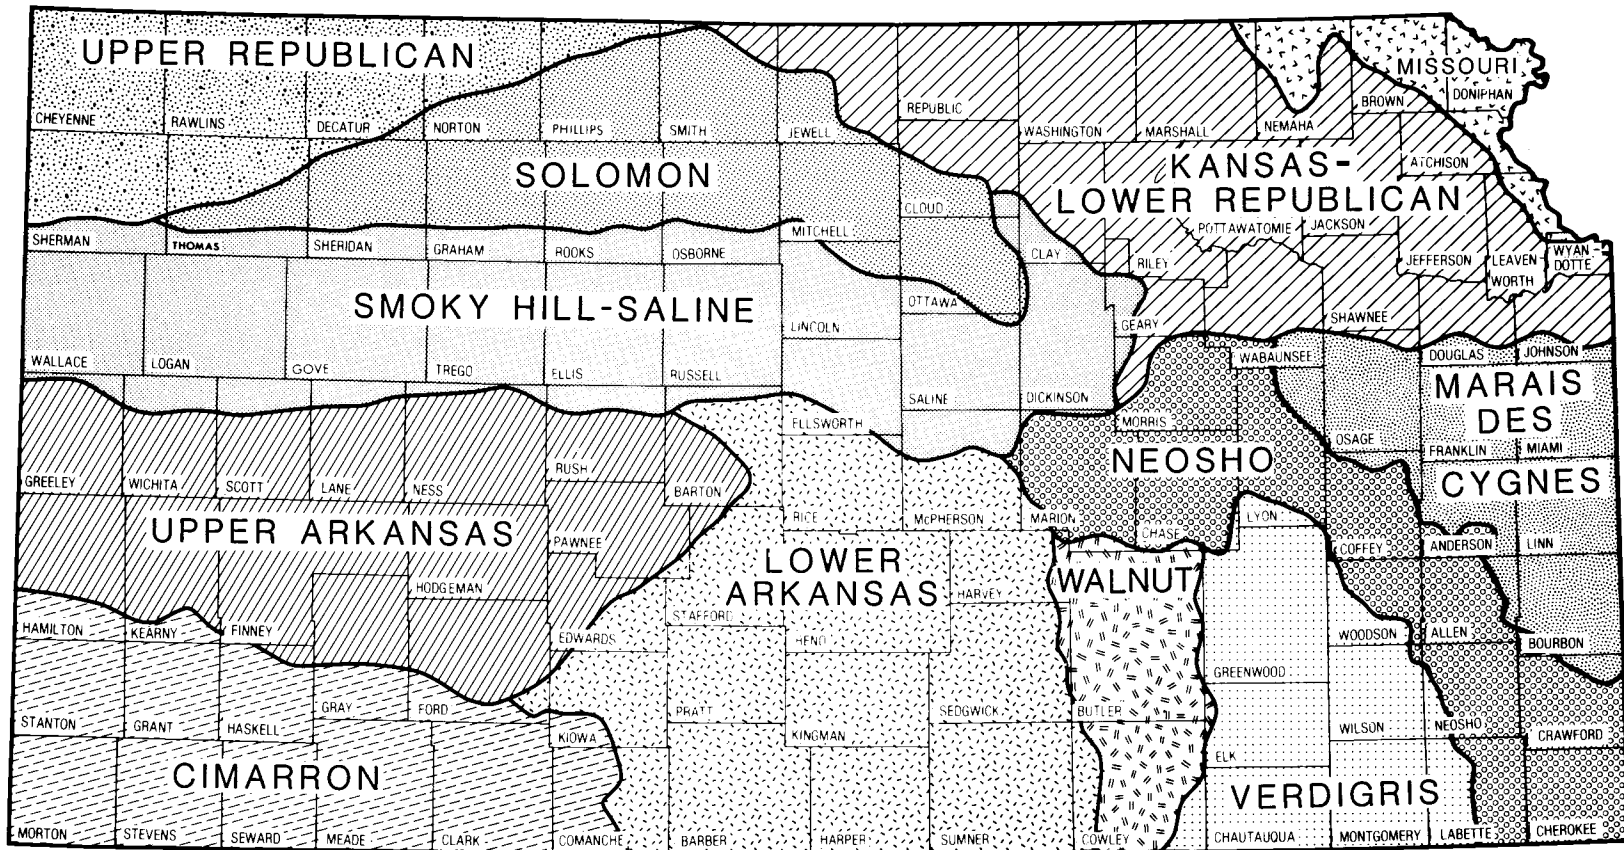 UPPER REPUBLICAN
MISSOURI
DONIPHAN
BROWN
REPUBLIC
CHEYENNE
RAWLINS
DECATUR
NORTON
PHILLIPS
SMITH
JEWELL
WASHINGTON
MARSHALL
NEMAHA
KANSAS-
LOWER REPUBLICAN
ATCHISON
SOLOMON
CLOUD
JACKSON
POTTAWATOMIE
MITCHELL
SHERMAN
THOMAS
SHERIDAN
GRAHAM
ROOKS
OSBORNE
CLAY
RILEY
JEFFERSON
LEAVEN
WORTH
WYAN-
DOTTE
SMOKY HILL-SALINE
OTTAWA
LINCOLN
GEARY
SHAWNEE
WALLACE
LOGAN
GOVE
TREGO
ELLIS
RUSSELL
WABAUNSEE
DOUGLAS
JOHNSON
MARAIS
DES
CYGNES
SALINE
DICKINSON
ELLSWORTH
MORRIS
OSAGE
FRANKLIN
MIAMI
NEOSHO
GREELEY
WICHITA
SCOTT
LANE
NESS
RUSH
BARTON
RICE
McPHERSON
MARION
CHASE
LYON
UPPER ARKANSAS
PAWNEE
COFFEY
ANDERSON
LINN
LOWER
ARKANSAS
WALNUT
HODGEMAN
HARVEY
STAFFORD
HAMILTON
KEARNY
FINNEY
EDWARDS
RENO
WOODSON
ALLEN
BOURBON
GREENWOOD
STANTON
GRANT
HASKELL
GRAY
FORD
KIOWA
PRATT
KINGMAN
SEDGWICK
BUTLER
WILSON
NEOSHO
CRAWFORD
ELK
CIMARRON
VERDIGRIS
MORTON
STEVENS
SEWARD
MEADE
CLARK
COMANCHE
BARBER
HARPER
SUMNER
COWLEY
CHAUTAUQUA
MONTGOMERY
LABETTE
CHEROKEE